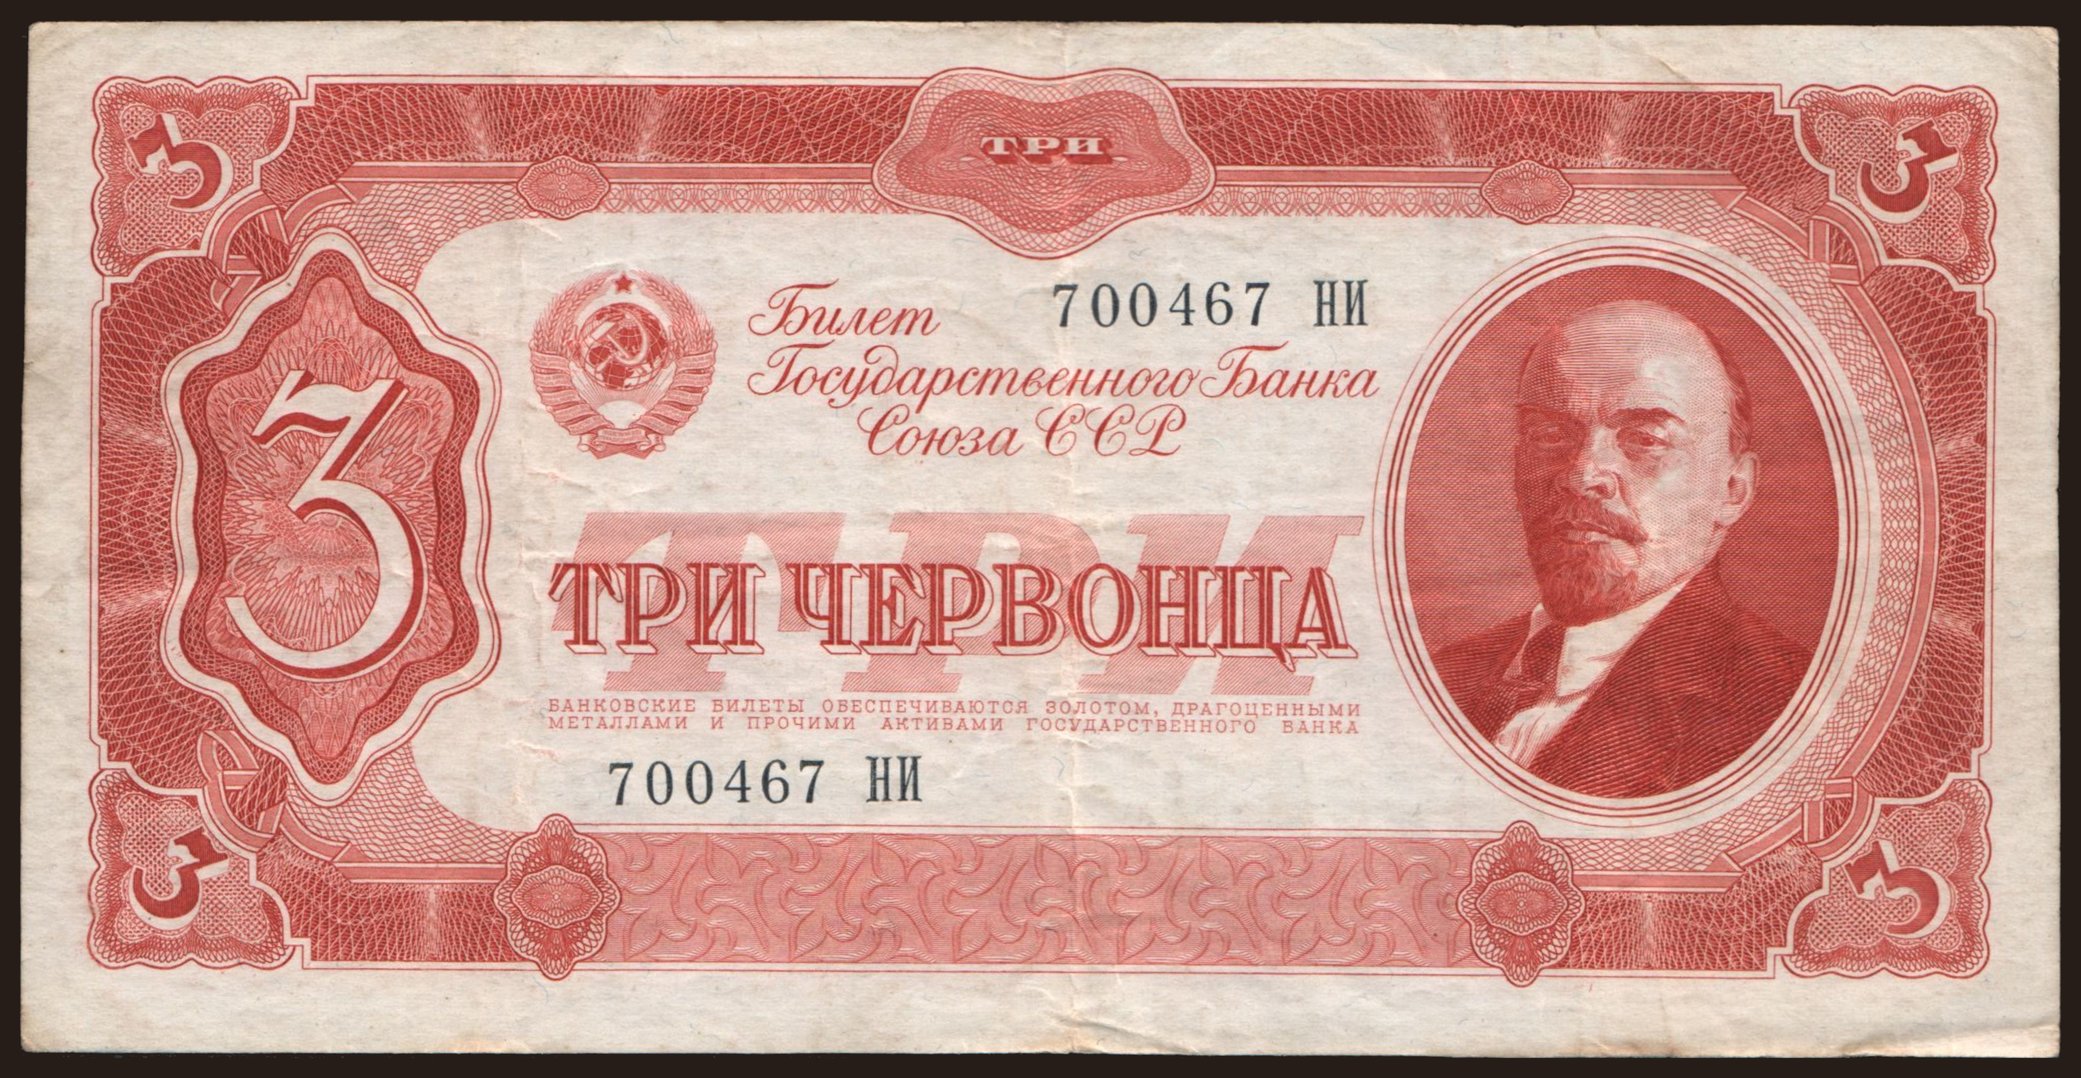 3
ТРИ
3
Билет
700467 НИ
Государственного Банка
Союза ССР
3
ТРИ
ТРИ ЧЕРВОНЦА
БАНКОВСКИЕ БИЛЕТЫ ОБЕСПЕЧИВАЮТСЯ ЗОЛОТОМ, ДРАГОЦЕННЫМИ
МЕТАЛЛАМИ И ПРОЧИМИ АКТИВАМИ ГОСУДАРСТВЕННОГО БАНКА
700467 НИ
3
3